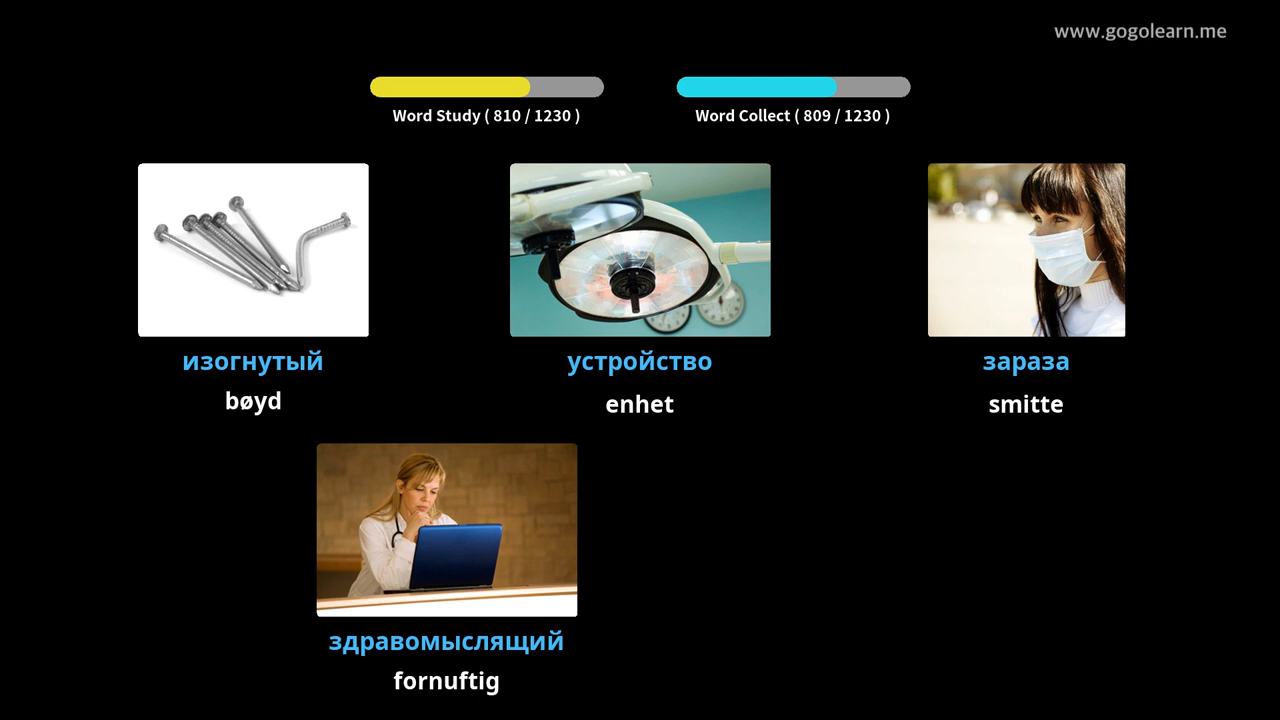 www.gogolearn.me
Word Study ( 810 / 1230 )
Word Collect ( 809 / 1230 )
изогнутый
bøyd
устройство
enhet
зараза
smitte
здравомыслящий
fornuftig